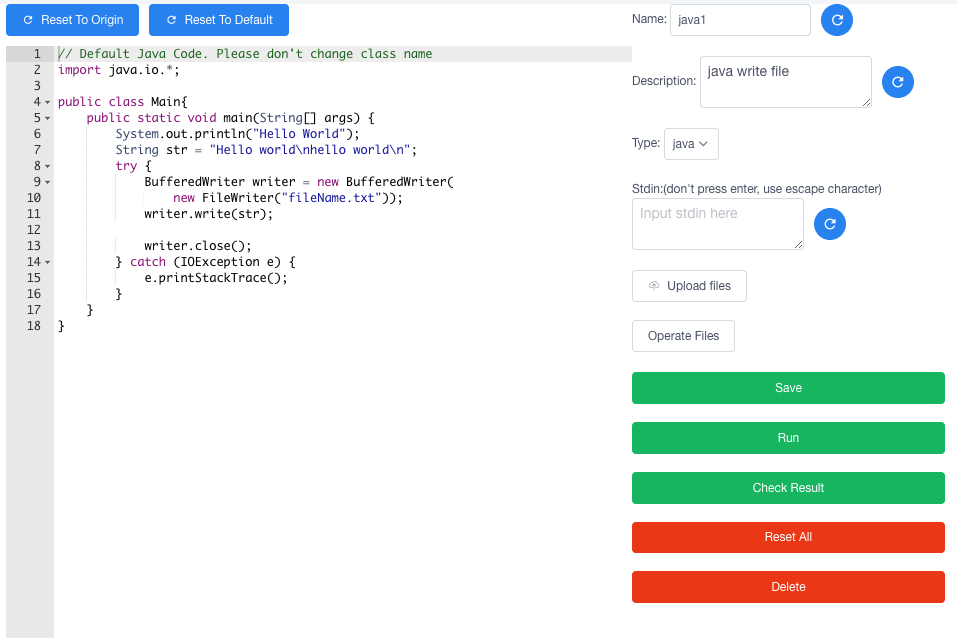 Reset To Origin Reset To Default
1 // Default Java Code. Please don't change class name
2 import java.io.*;
3
4 public class Main{
5 public static void main(String[] args) {
6 System.out.println("Hello World");
7 String str = "Hello world\nhello world\n";
8 try {
9 BufferedWriter writer = new BufferedWriter(
10 new FileWriter("fileName.txt"));
11 writer.write(str);
12
13 writer.close();
14 } catch (IOException e) {
15 e.printStackTrace();
16 }
17 }
18 }
Name: java1
Description: java write file
Type: java
Stdin:(don't press enter, use escape character)
Input stdin here
Upload files
Operate Files
Save
Run
Check Result
Reset All
Delete